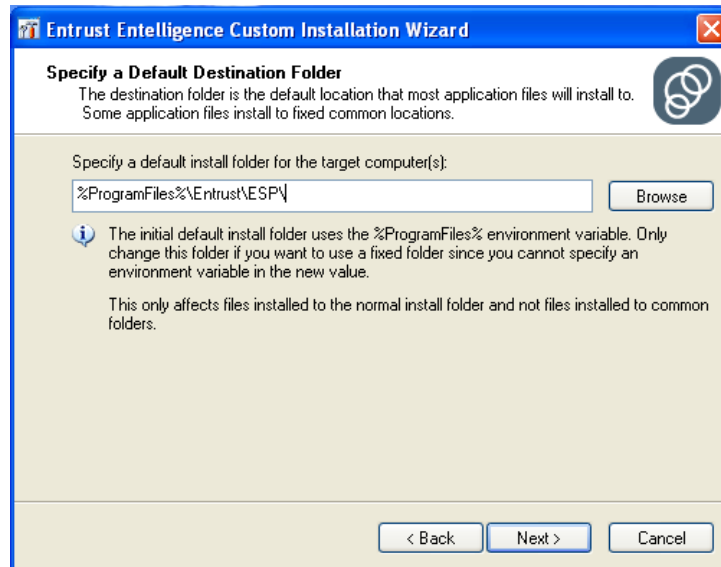 Entrust Entelligence Custom Installation Wizard
Specify a Default Destination Folder
The destination folder is the default location that most application files will install to.
Some application files install to fixed common locations.
Specify a default install folder for the target computer(s):
%ProgramFiles%\Entrust\ESP\
Browse
The initial default install folder uses the %ProgramFiles% environment variable. Only
change this folder if you want to use a fixed folder since you cannot specify an
environment variable in the new value.
This only affects files installed to the normal install folder and not files installed to common
folders.
< Back
Next >
Cancel